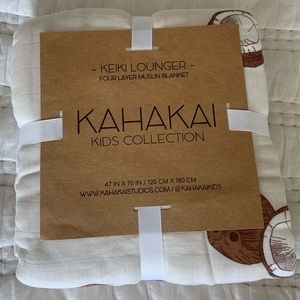 - KEIKI LOUNGER -
FOUR LAYER MUSLIN BLANKET
KAHAKAI
KIDS COLLECTION
47 IN X 70 IN / 120 CM X 180 CM
WWW.KAHAKAISTUDIOS.COM / @KAHAKAIKIDS